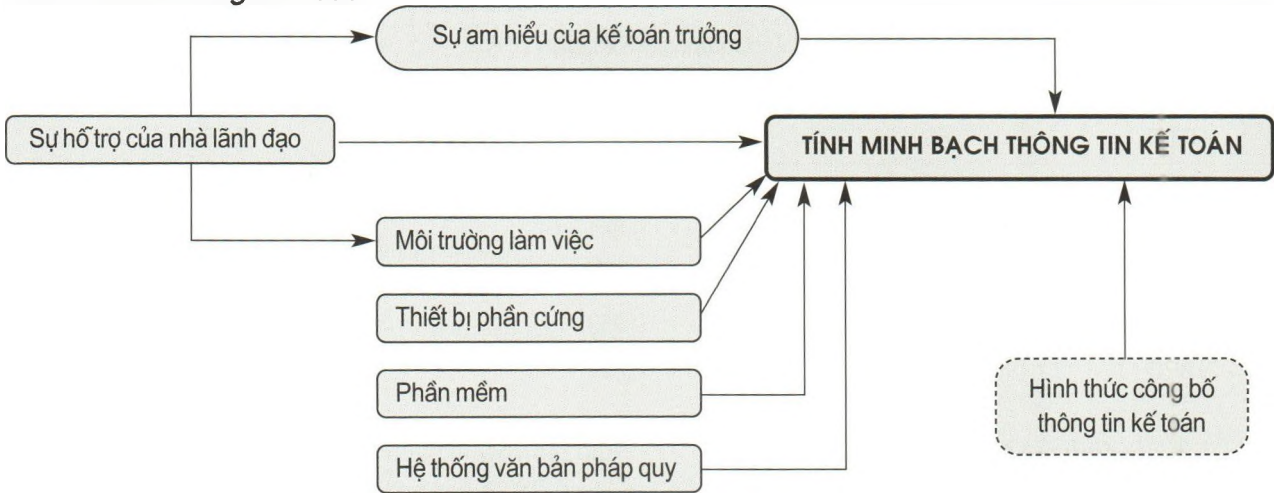 Sự am hiểu của kế toán trưởng
Sự hỗ trợ của nhà lãnh đạo
TÍNH MINH BẠCH THÔNG TIN KẾ TOÁN
Môi trường làm việc
Thiết bị phần cứng
Phần mềm
Hệ thống văn bản pháp quy
Hình thức công bố
thông tin kế toán